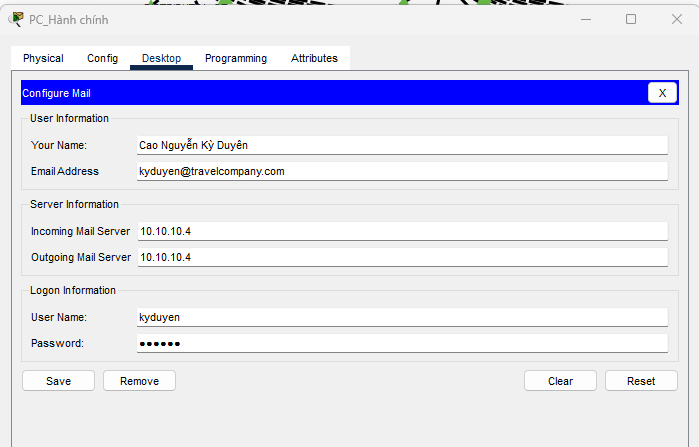 PC_Hành chính
Physical Config Desktop Programming Attributes
Configure Mail X
User Information
Your Name: Cao Nguyễn Kỳ Duyên
Email Address kyduyen@travelcompany.com
Server Information
Incoming Mail Server 10.10.10.4
Outgoing Mail Server 10.10.10.4
Logon Information
User Name: kyduyen
Password: ●●●●●●
Save Remove Clear Reset